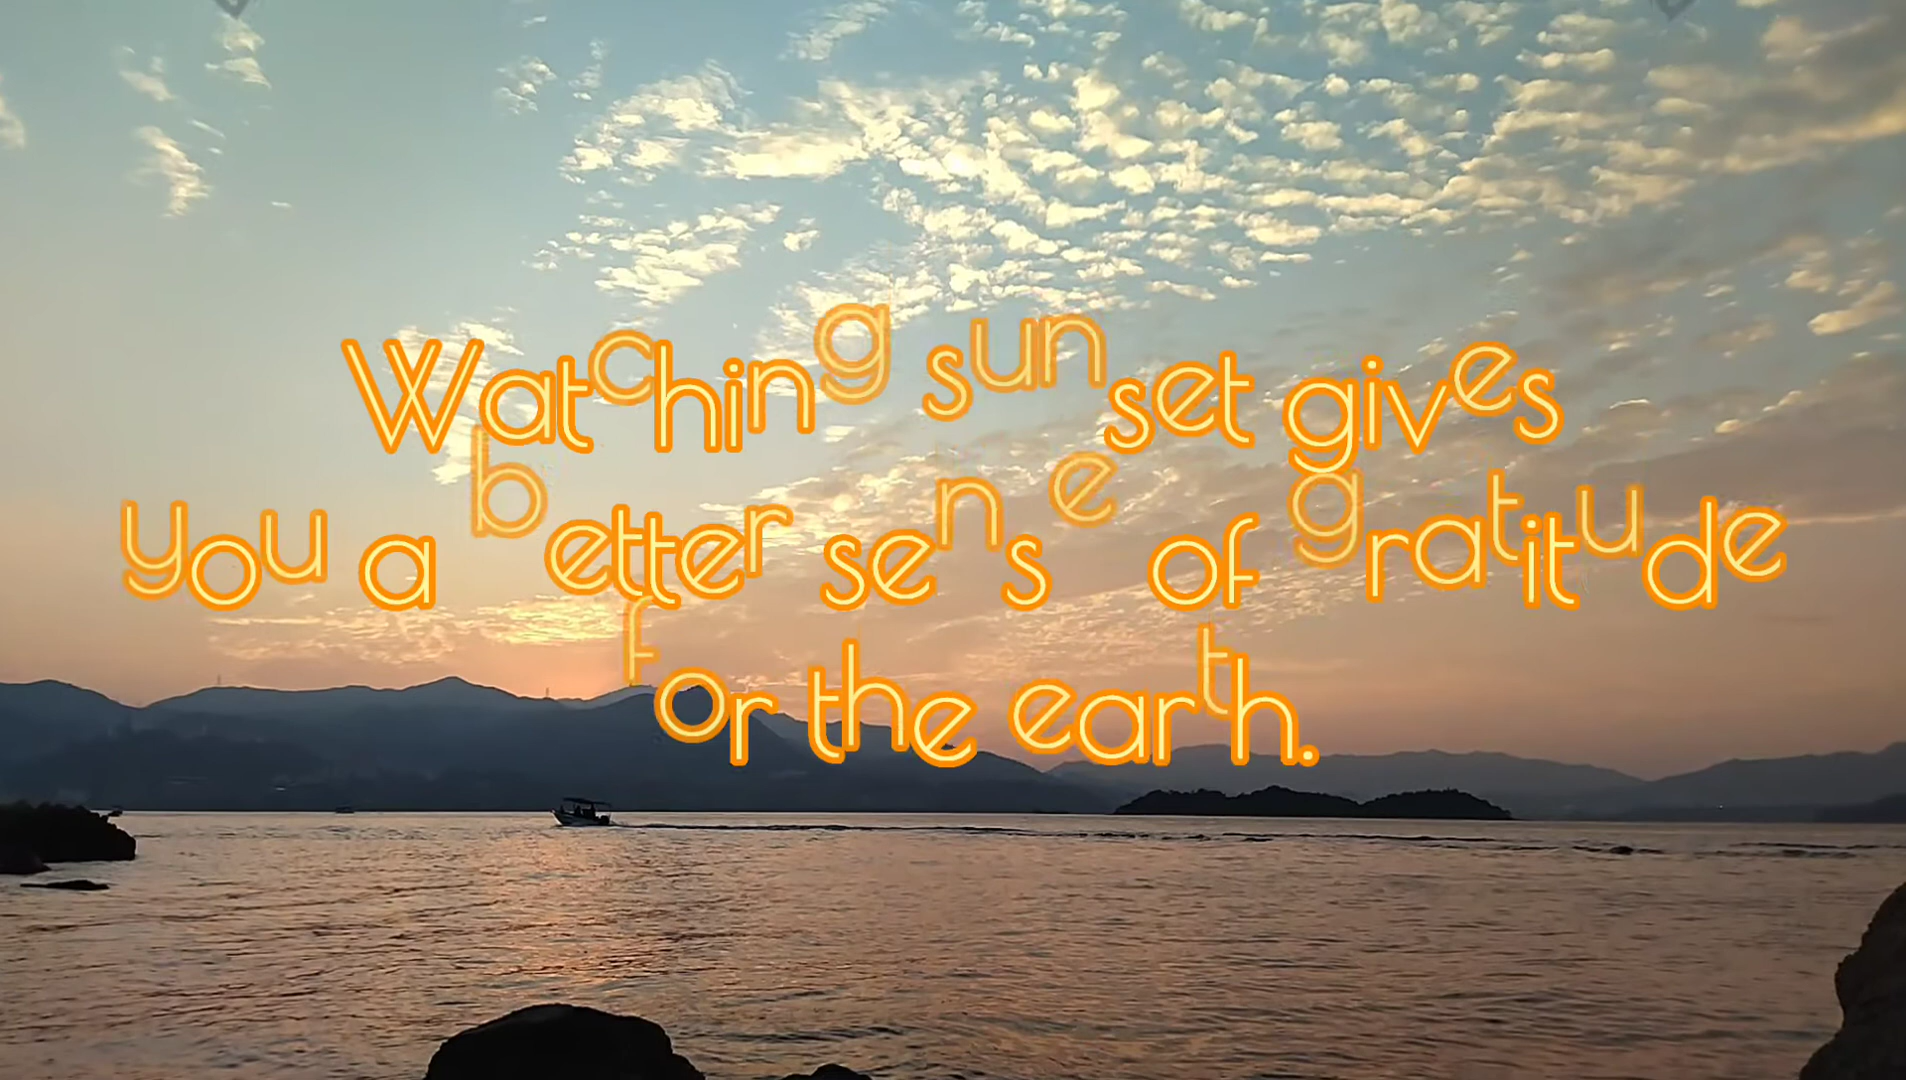 Watching sunset gives
you a better sense of gratitude
for the earth.